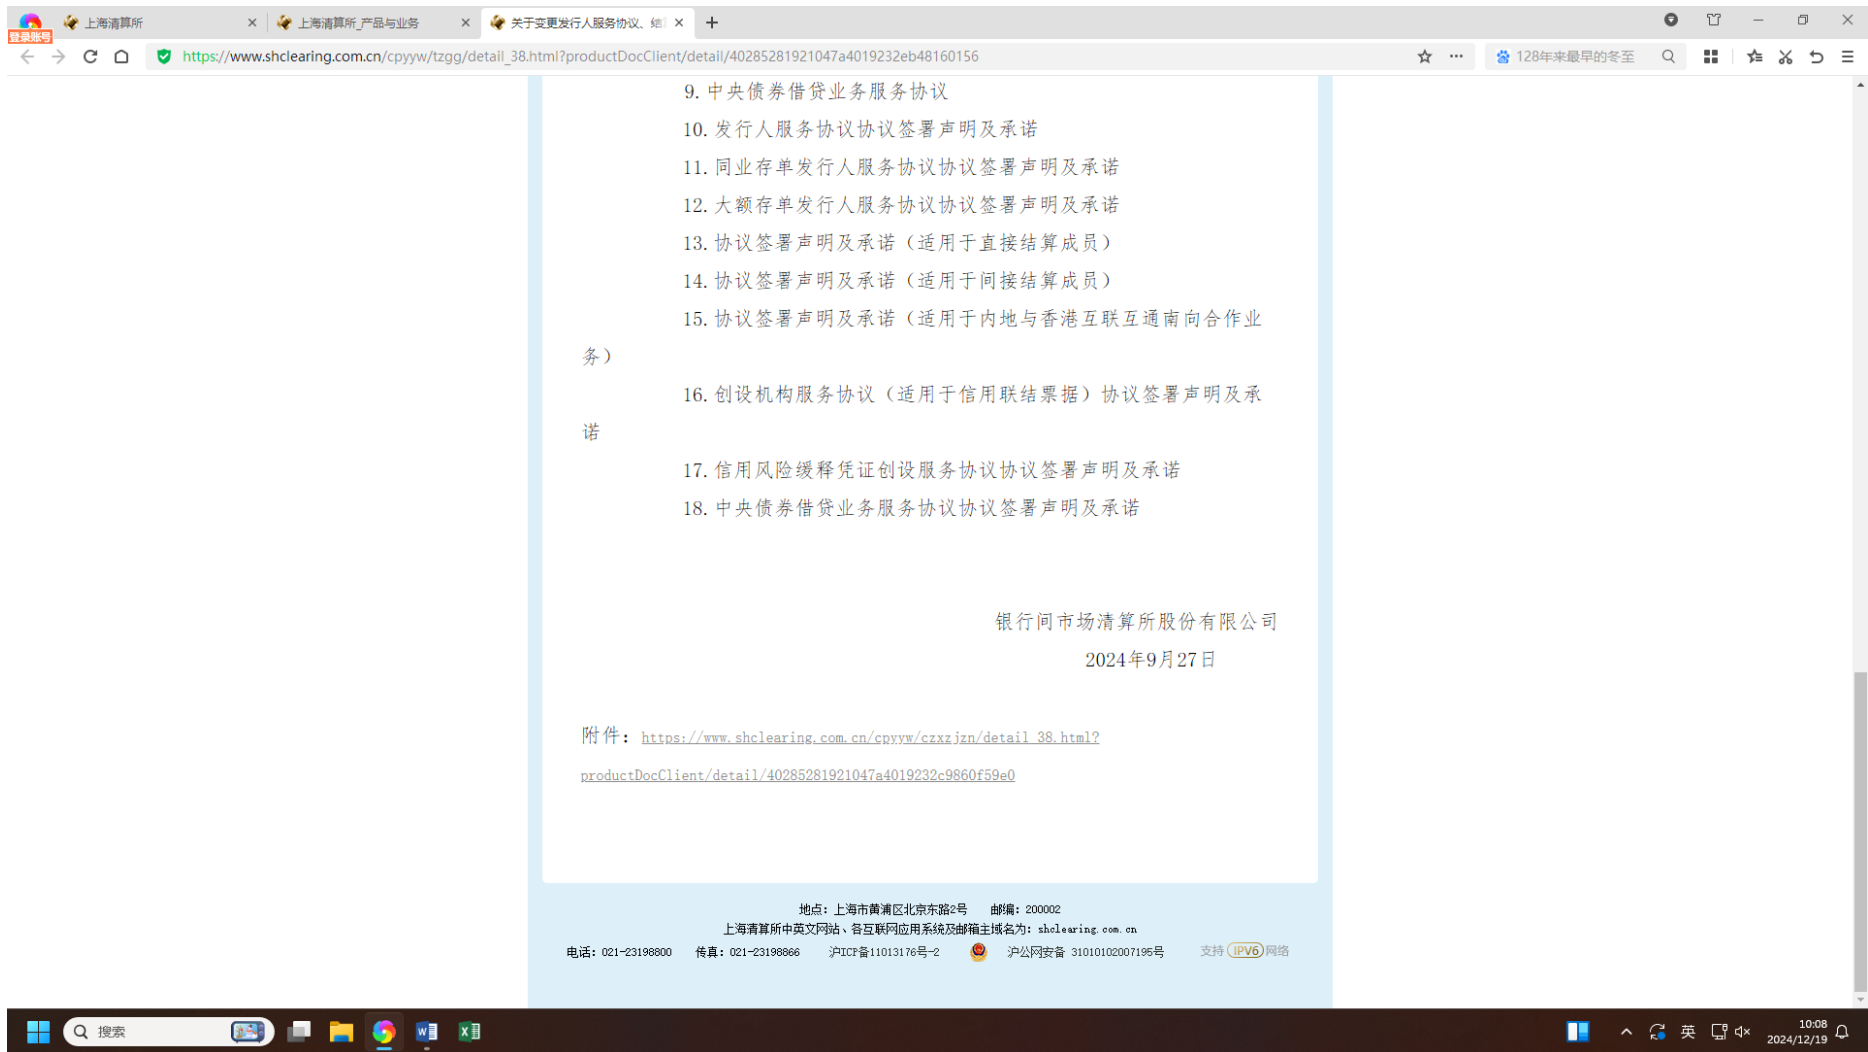 上海清算所
上海清算所_产品与业务
关于变更发行人服务协议、结
登录账号
https://www.shclearing.com.cn/cpyyw/tzgg/detail_38.html?productDocClient/detail/40285281921047a4019232eb48160156
128年来最早的冬至
9. 中央债券借贷业务服务协议
10. 发行人服务协议协议签署声明及承诺
11. 同业存单发行人服务协议协议签署声明及承诺
12. 大额存单发行人服务协议协议签署声明及承诺
13. 协议签署声明及承诺（适用于直接结算成员）
14. 协议签署声明及承诺（适用于间接结算成员）
15. 协议签署声明及承诺（适用于内地与香港互联互通南向合作业
务）
16. 创设机构服务协议（适用于信用联结票据）协议签署声明及承
诺
17. 信用风险缓释凭证创设服务协议协议签署声明及承诺
18. 中央债券借贷业务服务协议协议签署声明及承诺
银行间市场清算所股份有限公司
2024年9月27日
附件：https://www.shclearing.com.cn/cpyyw/czxzjzn/detail_38.html?
productDocClient/detail/40285281921047a4019232c9860f59e0
地点：上海市黄浦区北京东路2号 邮编：200002
上海清算所中英文网站、各互联网应用系统及邮箱主域名为：shclearing.com.cn
电话：021-23198800 传真：021-23198866 沪ICP备11013176号-2 沪公网安备 31010102007195号 支持 IPV6 网络
搜索
英
10:08
2024/12/19